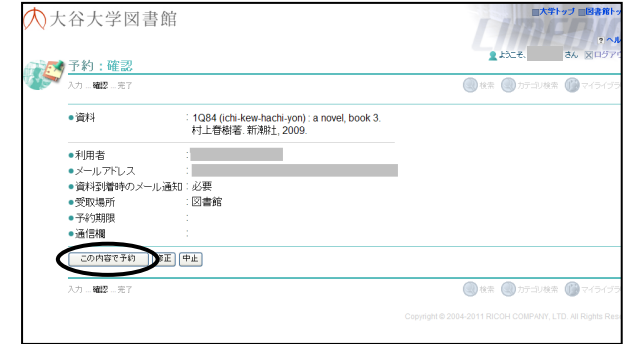 大谷大学図書館
大学トップ 図書館トッ
? ヘル
ようこそ、 さん ログアウ
予約：確認
入力 ... 確認 ... 完了
検索 カテゴリ検索 マイライブラ
資料 : 1Q84 (ichi-kew-hachi-yon) : a novel, book 3.
村上春樹著. 新潮社, 2009.
利用者 :
メールアドレス :
資料到着時のメール通知 : 必要
受取場所 : 図書館
予約期限 :
通信欄 :
この内容で予約 修正 中止
入力 ... 確認 ... 完了
検索 カテゴリ検索 マイライブラ
Copyright © 2004-2011 RICOH COMPANY, LTD. All Rights Res